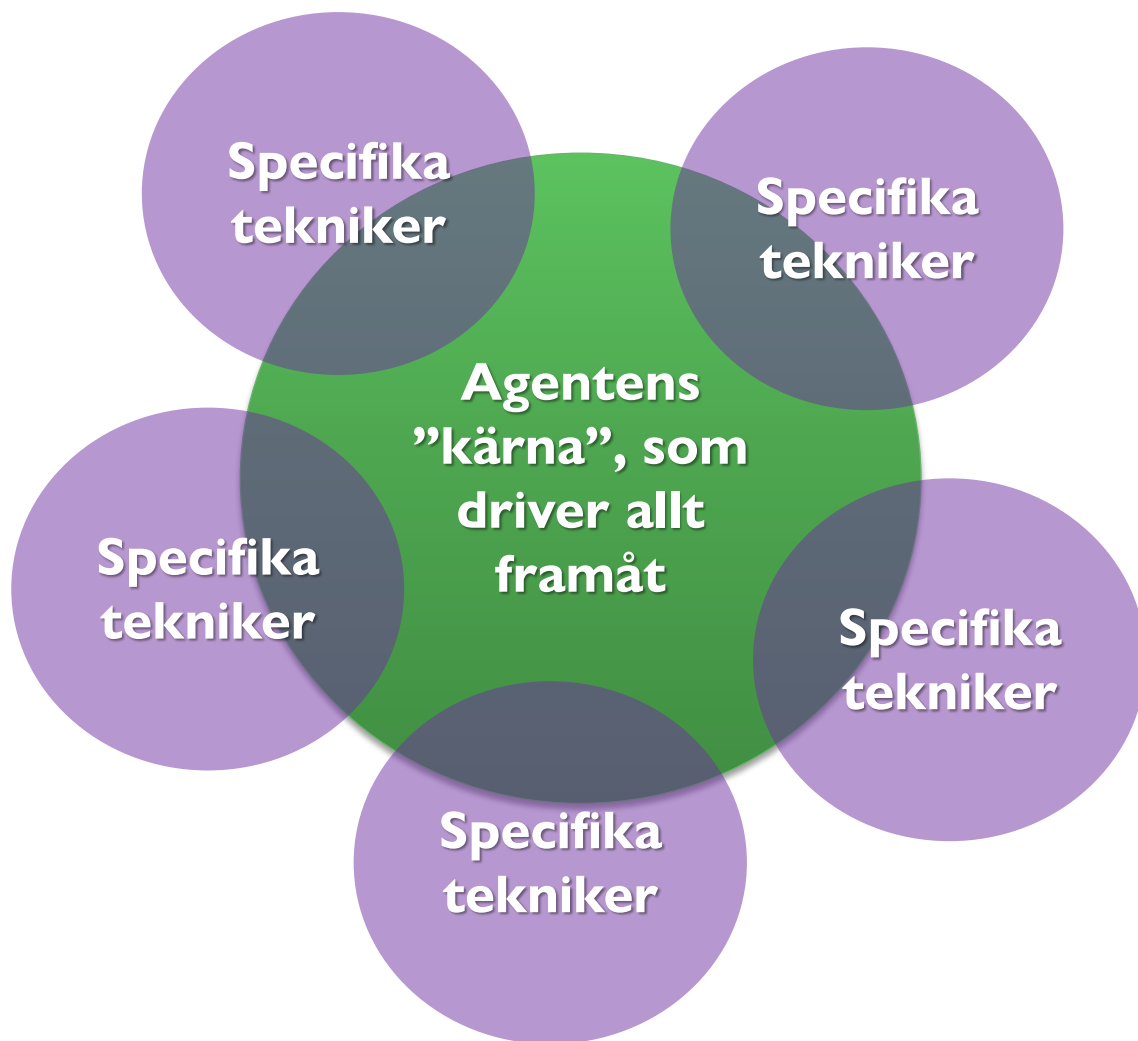 Specifika
tekniker
Specifika
tekniker
Agentens
”kärna”, som
driver allt
framåt
Specifika
tekniker
Specifika
tekniker
Specifika
tekniker